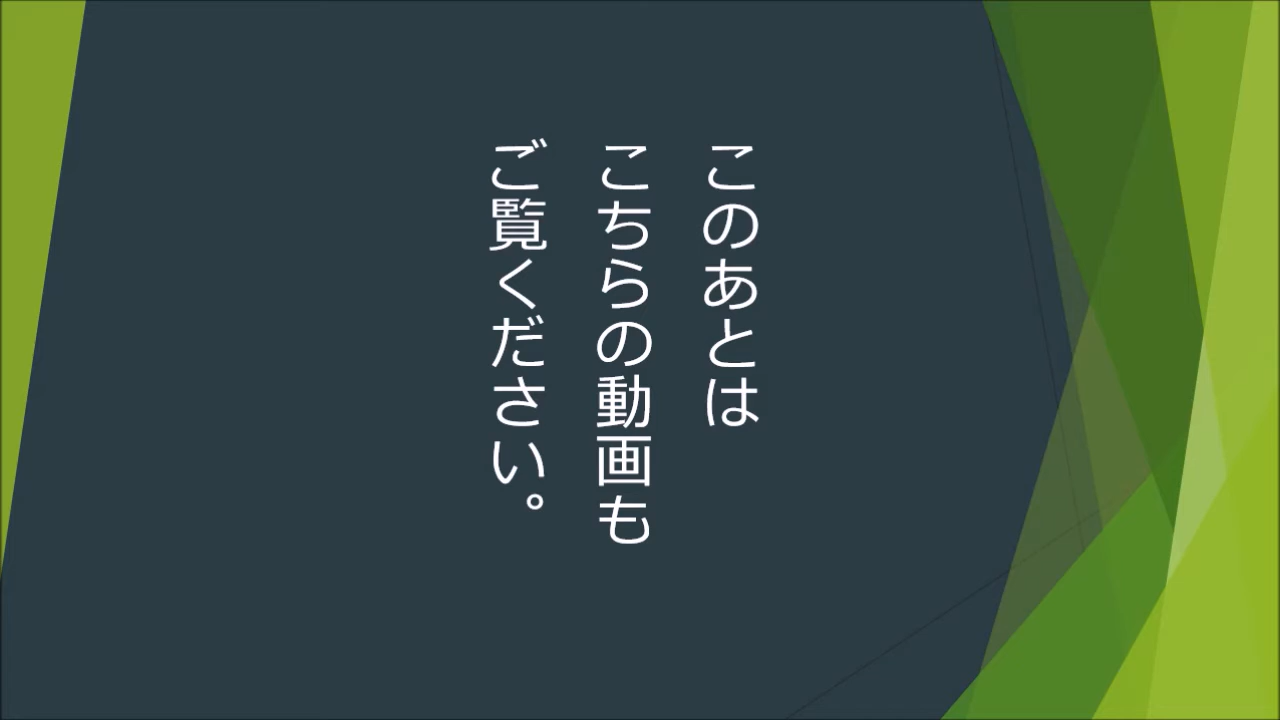 このあとは
こちらの動画も
ご覧ください。